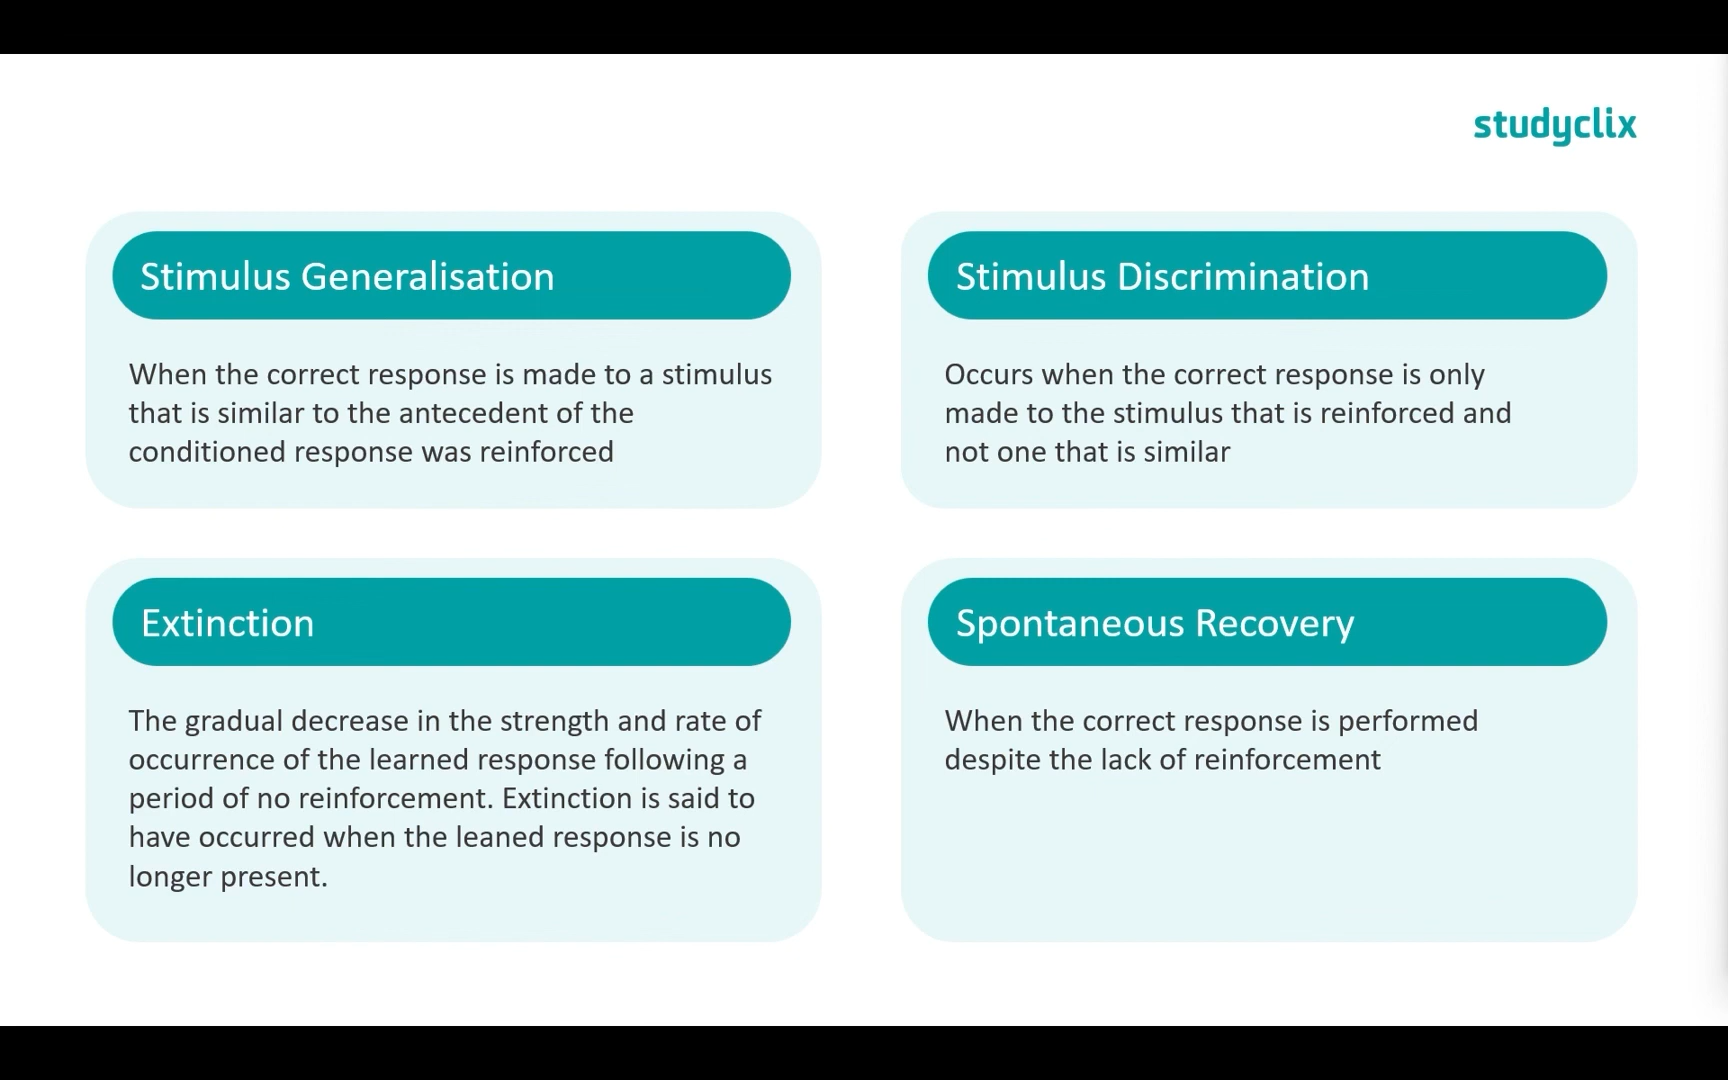 studyclix
Stimulus Generalisation
When the correct response is made to a stimulus
that is similar to the antecedent of the
conditioned response was reinforced
Stimulus Discrimination
Occurs when the correct response is only
made to the stimulus that is reinforced and
not one that is similar
Extinction
The gradual decrease in the strength and rate of
occurrence of the learned response following a
period of no reinforcement. Extinction is said to
have occurred when the leaned response is no
longer present.
Spontaneous Recovery
When the correct response is performed
despite the lack of reinforcement